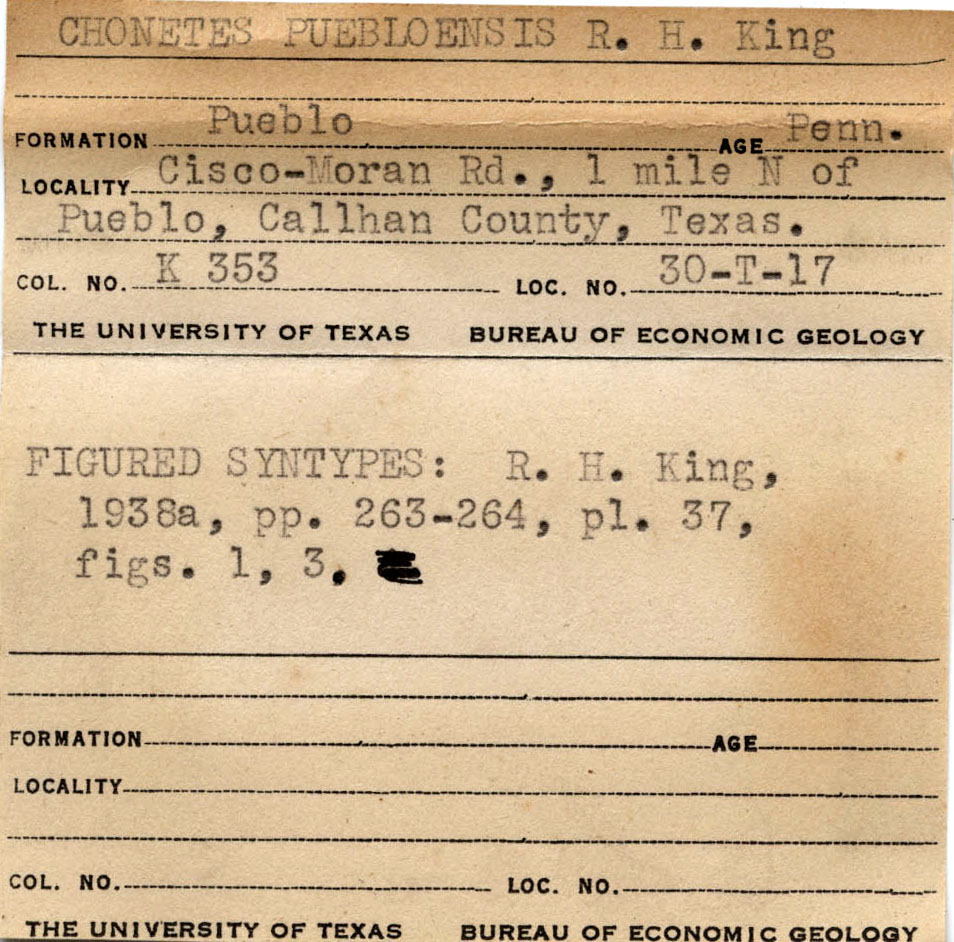 CHONETES PUEBLOENSIS R. H. King
FORMATION Pueblo AGE Penn.
LOCALITY Cisco-Moran Rd., 1 mile N of
Pueblo, Callhan County, Texas.
COL. NO. K 353 LOC. NO. 30-T-17
THE UNIVERSITY OF TEXAS BUREAU OF ECONOMIC GEOLOGY
FIGURED SYNTYPES: R. H. King,
1938a, pp. 263-264, pl. 37,
figs. 1, 3.
FORMATION AGE
LOCALITY
COL. NO. LOC. NO.
THE UNIVERSITY OF TEXAS BUREAU OF ECONOMIC GEOLOGY